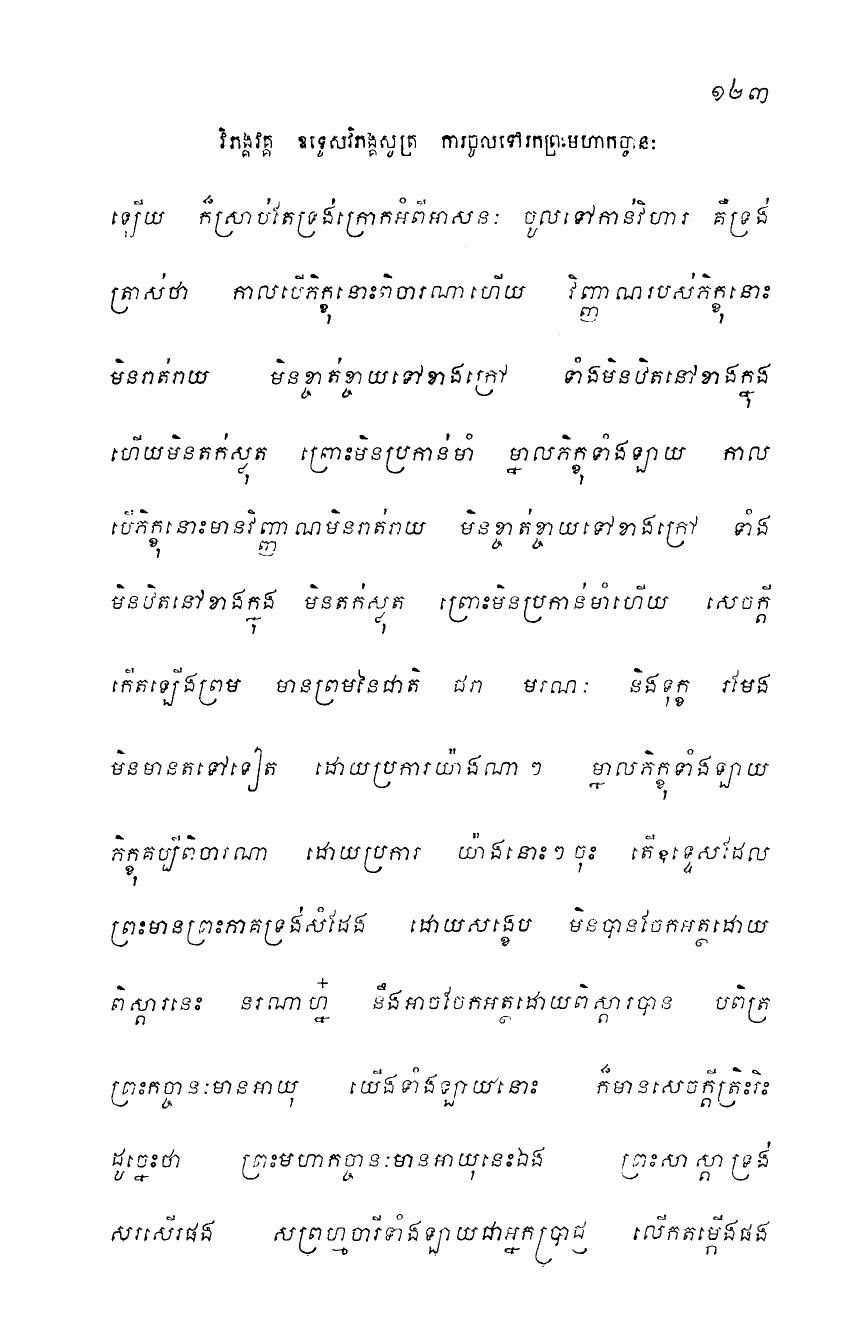 ១២៣
វិភង្គវគ្គ ឧទ្ទេសវិភង្គសូត្រ ការចូលទៅរកព្រះមហាកច្ចានៈ
ឡើយ ក៏ស្រាប់តែទ្រង់ក្រោកអំពីអាសនៈ ចូលទៅកាន់វិហារ គឺទ្រង់
ត្រាស់ថា កាលបើភិក្ខុនោះពិចារណាហើយ វិញ្ញាណរបស់ភិក្ខុនោះ
មិនរាត់រាយ មិនខ្ចាត់ខ្ចាយទៅខាងក្រៅ ទាំងមិនឋិតនៅខាងក្នុង
ហើយមិនតក់ស្លុត ព្រោះមិនប្រកាន់មាំ ម្នាលភិក្ខុទាំងឡាយ កាល
បើភិក្ខុនោះមានវិញ្ញាណមិនរាត់រាយ មិនខ្ចាត់ខ្ចាយទៅខាងក្រៅ ទាំង
មិនឋិតនៅខាងក្នុង មិនតក់ស្លុត ព្រោះមិនប្រកាន់មាំហើយ សេចក្តី
កើតឡើងព្រម មានព្រមនៃជាតិ ជរា មរណៈ និងទុក្ខ រមែង
មិនមានតទៅទៀត ដោយប្រការយ៉ាងណា ៗ ម្នាលភិក្ខុទាំងឡាយ
ភិក្ខុគប្បីពិចារណា ដោយប្រការ យ៉ាងនោះ ៗ ចុះ តើឧទ្ទេសដែល
ព្រះមានព្រះភាគទ្រង់សំដែង ដោយសង្ខេប មិនបានចែកអត្ថដោយ
ពិស្តារនេះ នរណាហ្ន៎ នឹងអាចចែកអត្ថដោយពិស្តារបាន បពិត្រ
ព្រះកច្ចានៈមានអាយុ យើងទាំងឡាយនោះ ក៏មានសេចក្តីត្រិះរិះ
ដូច្នេះថា ព្រះមហាកច្ចានៈមានអាយុនេះឯង ព្រះសាស្តាទ្រង់
សរសើរផង សព្រហ្មចារីទាំងឡាយជាអ្នកប្រាជ្ញ លើកតម្កើងផង